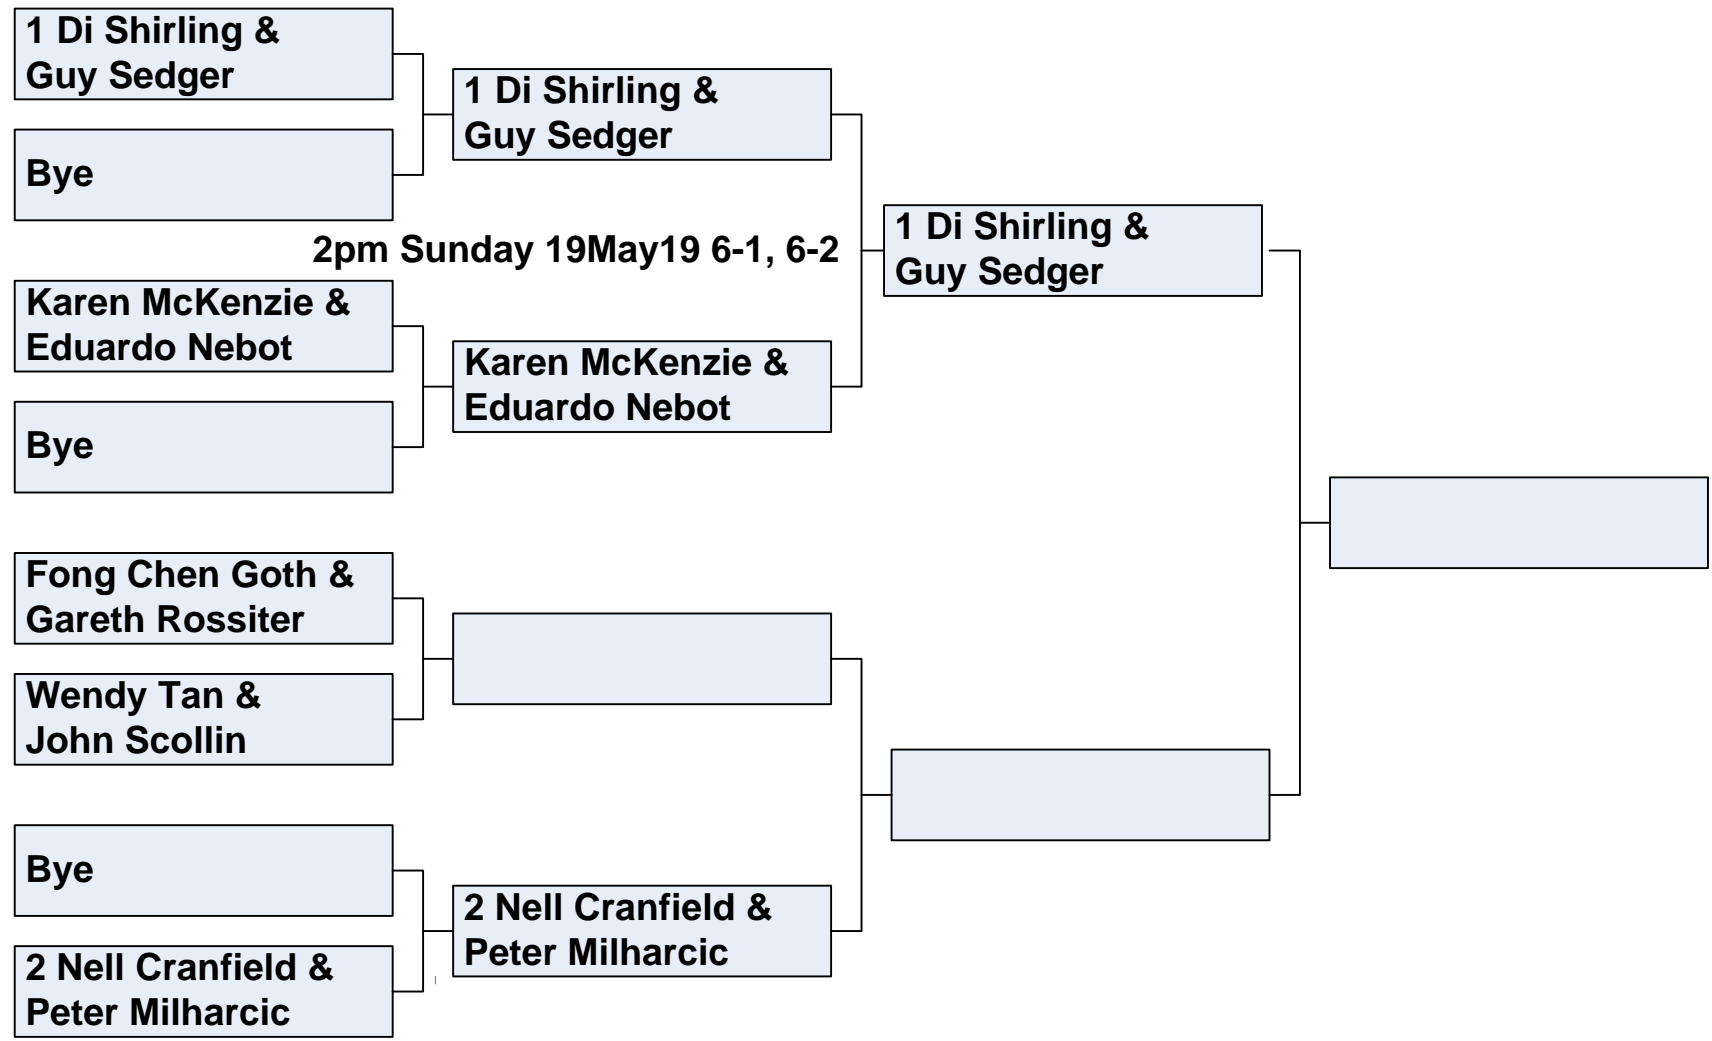 1 Di Shirling &
Guy Sedger
Bye
Karen McKenzie &
Eduardo Nebot
Bye
Fong Chen Goth &
Gareth Rossiter
Wendy Tan &
John Scollin
Bye
2 Nell Cranfield &
Peter Milharcic
1 Di Shirling &
Guy Sedger
2pm Sunday 19May19 6-1, 6-2
Karen McKenzie &
Eduardo Nebot
2 Nell Cranfield &
Peter Milharcic
1 Di Shirling &
Guy Sedger